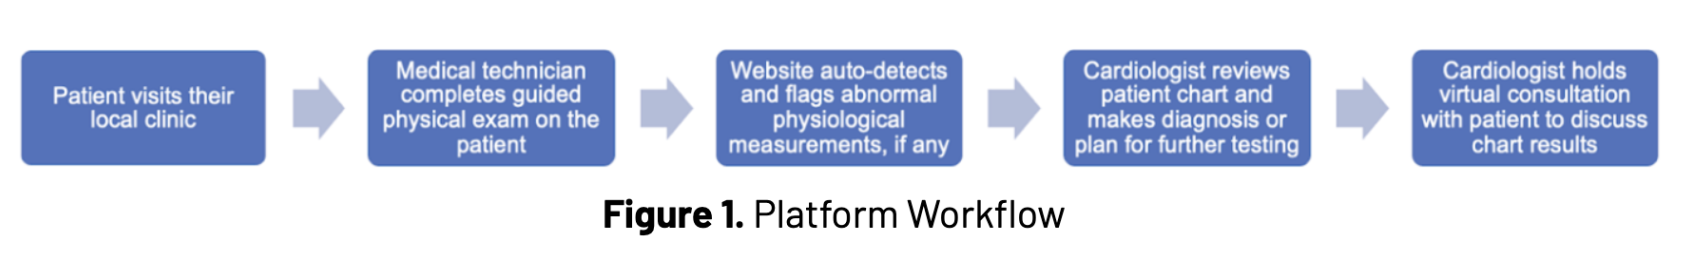 Patient visits their
local clinic
Medical technician
completes guided
physical exam on the
patient
Website auto-detects
and flags abnormal
physiological
measurements, if any
Cardiologist reviews
patient chart and
makes diagnosis or
plan for further testing
Cardiologist holds
virtual consultation
with patient to discuss
chart results
Figure 1. Platform Workflow